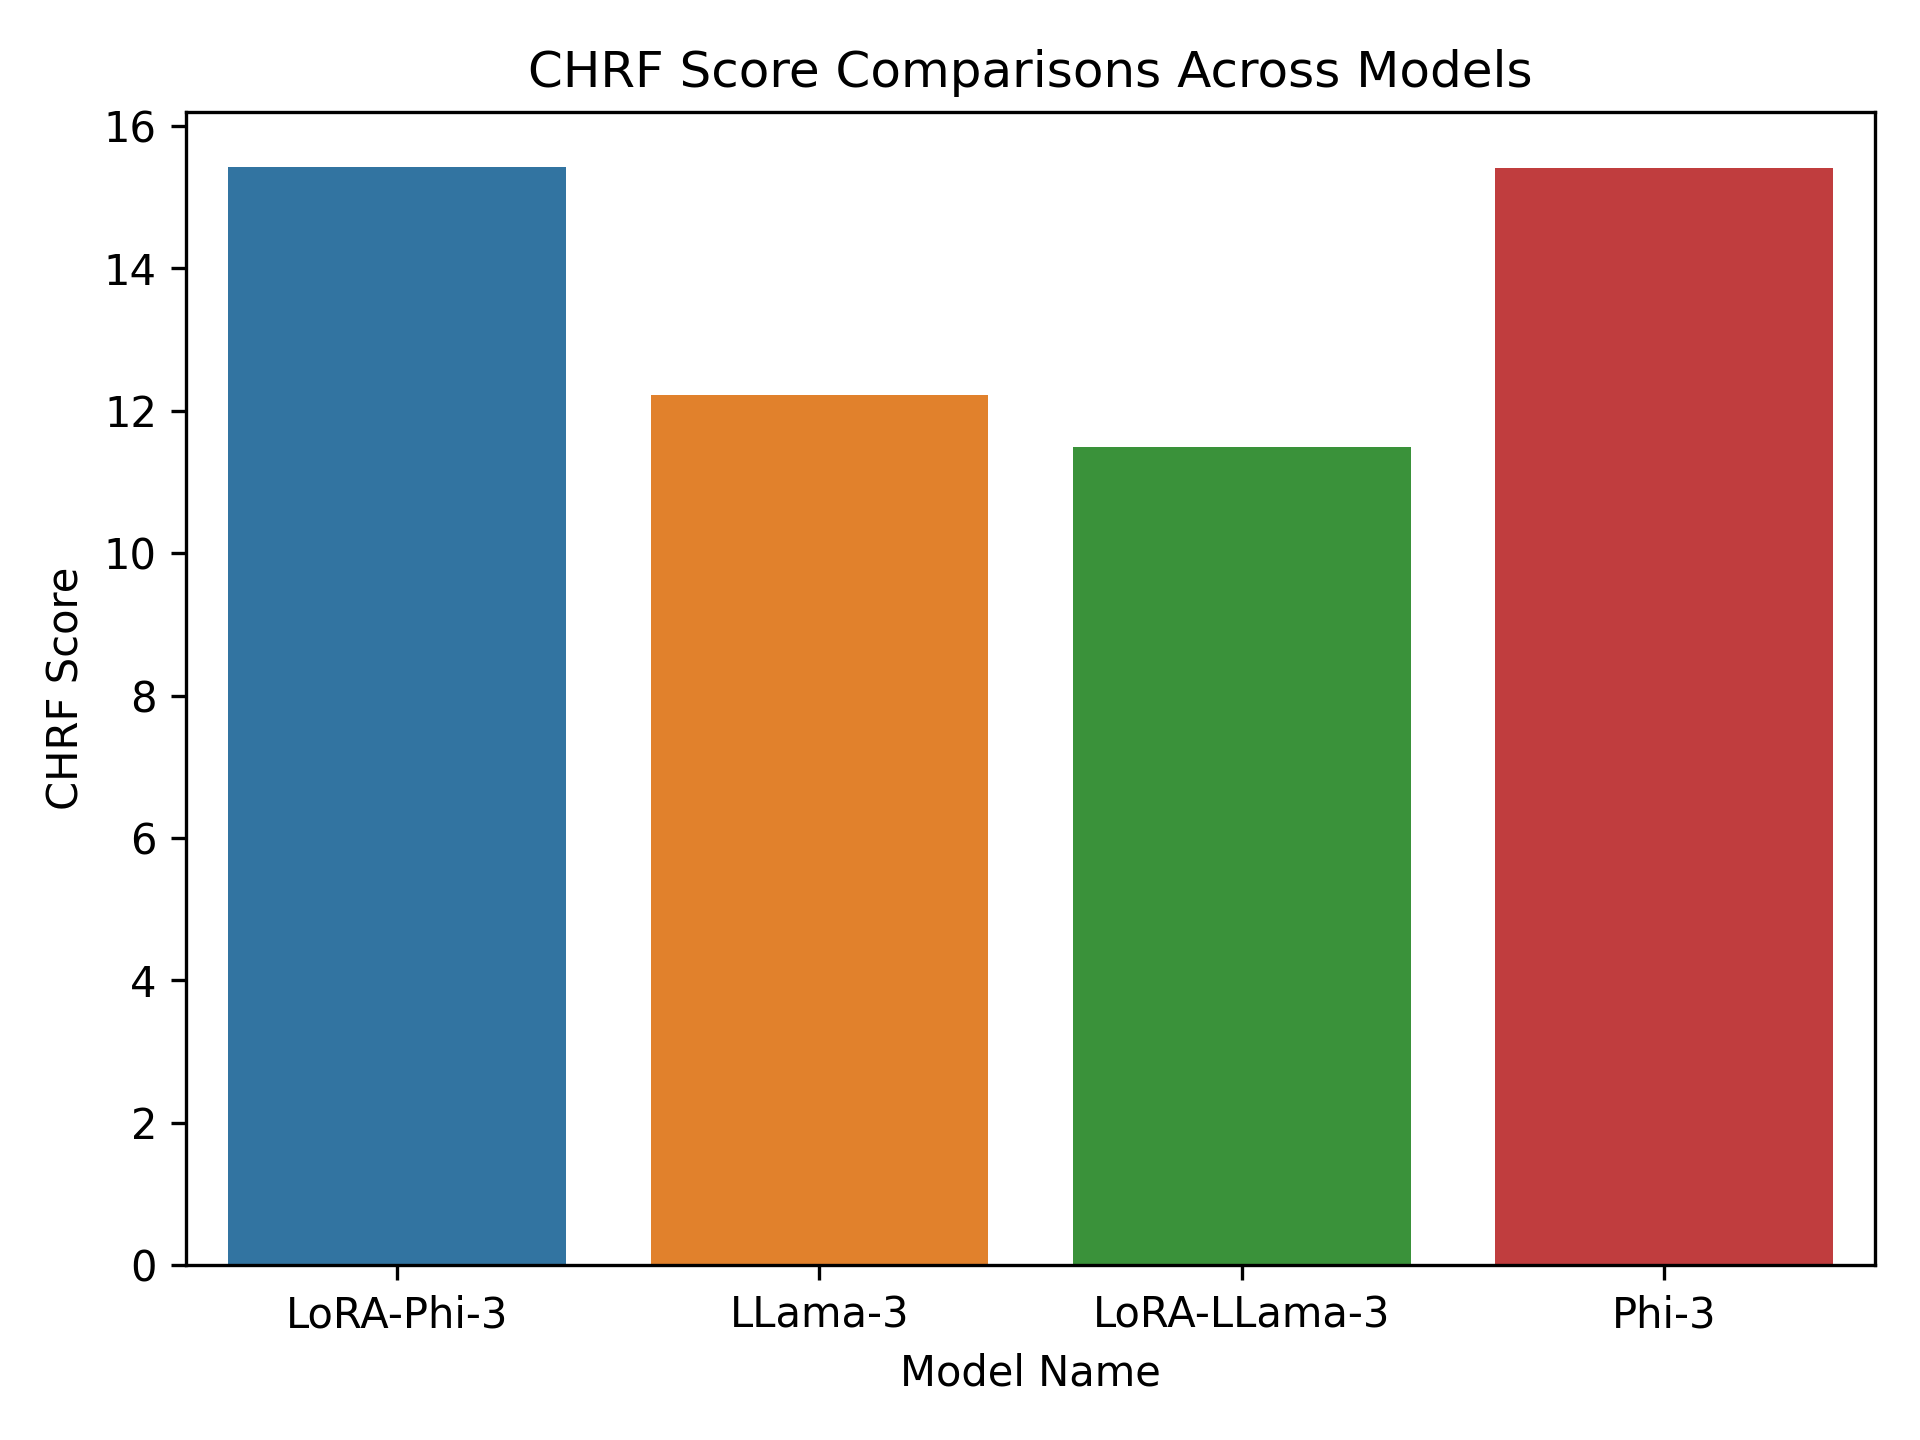 CHRF Score Comparisons Across Models
CHRF Score
16
14
12
10
8
6
4
2
0
LoRA-Phi-3
LLama-3
LoRA-LLama-3
Phi-3
Model Name